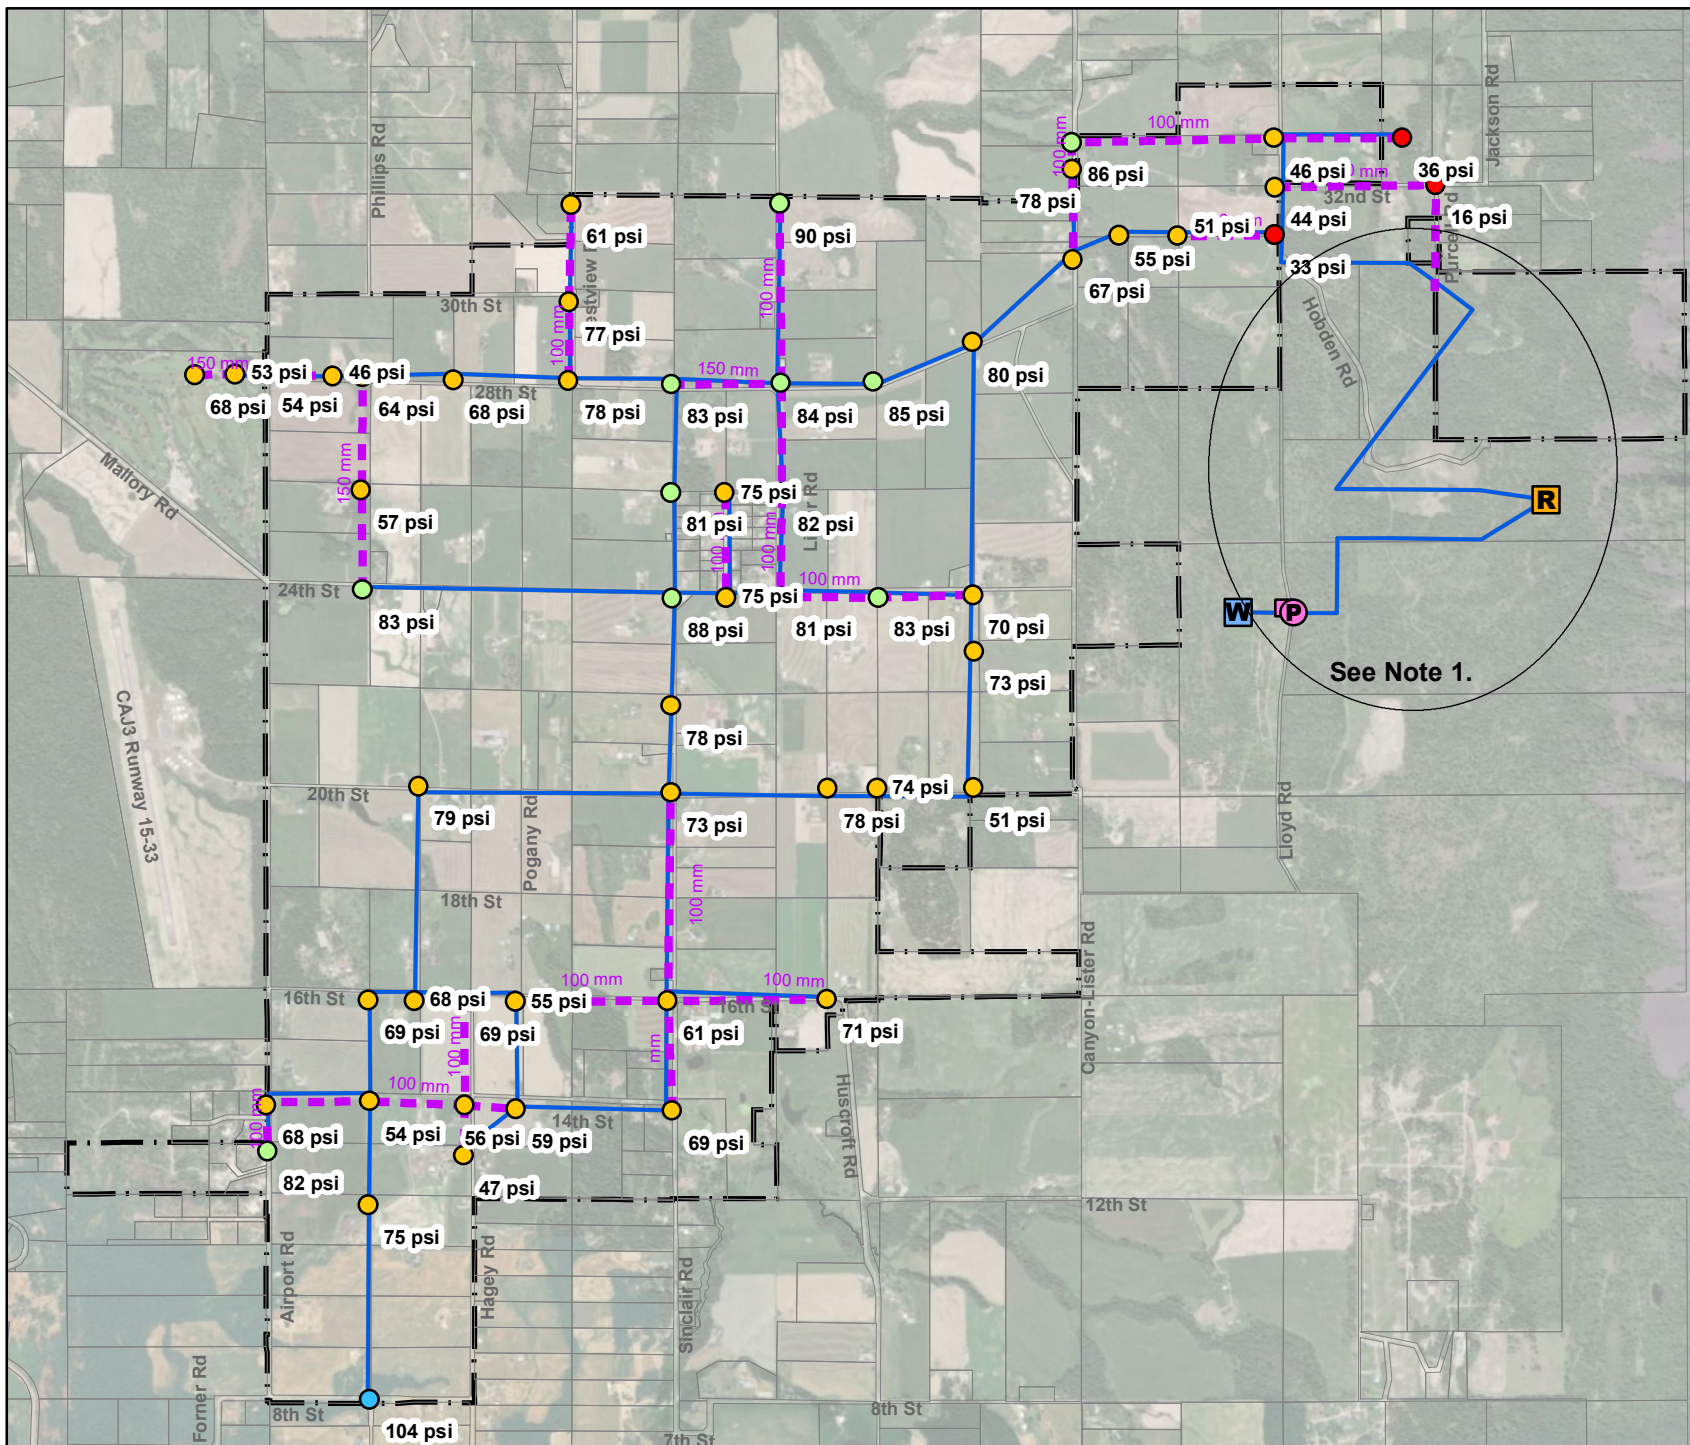 Jackson Rd
Phillips Rd
100 mm
100 mm
86 psi
46 psi
36 psi
32nd St
78 psi
51 psi
44 psi
16 psi
61 psi
90 psi
55 psi
33 psi
67 psi
100 mm
30th St
77 psi
100 mm
Hobden Rd
150 mm
53 psi
46 psi
150 mm
80 psi
68 psi
54 psi
64 psi
68 psi
28th St
78 psi
83 psi
84 psi
85 psi
Mallory Rd
150 mm
75 psi
57 psi
81 psi
82 psi
R
100 mm
24th St
75 psi
100 mm
83 psi
88 psi
81 psi
83 psi
70 psi
W
P
See Note 1.
73 psi
CAJ3 Runway 15-33
78 psi
20th St
74 psi
79 psi
Pogany Rd
73 psi
78 psi
51 psi
Lloyd Rd
18th St
100 mm
Canyon-Lister Rd
100 mm
100 mm
16th St
68 psi
55 psi
16th St
69 psi
69 psi
61 psi
71 psi
100 mm
mm
100 mm
100 mm
Huscroft Rd
68 psi
54 psi
56 psi
59 psi
14th St
69 psi
82 psi
47 psi
12th St
75 psi
Airport Rd
Hagey Rd
Sinclair Rd
Forner Rd
8th St
104 psi
8th St
7th St